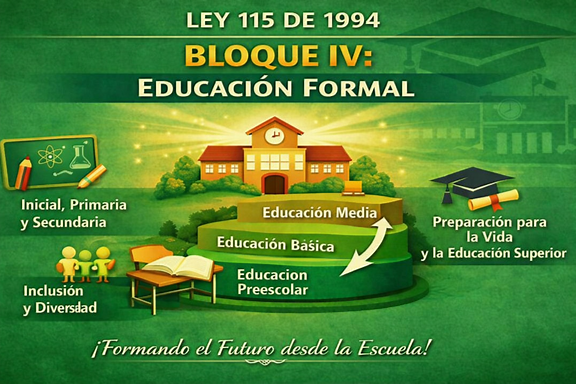 LEY 115 DE 1994
BLOQUE IV:
EDUCACIÓN FORMAL
Educación Media
Educación Básica
Educacion
Preescolar
Inicial, Primaria
y Secundaria
Inclusión
y Diversidad
Preparación para
la Vida
y la Educación Superior
¡Formando el Futuro desde la Escuela!